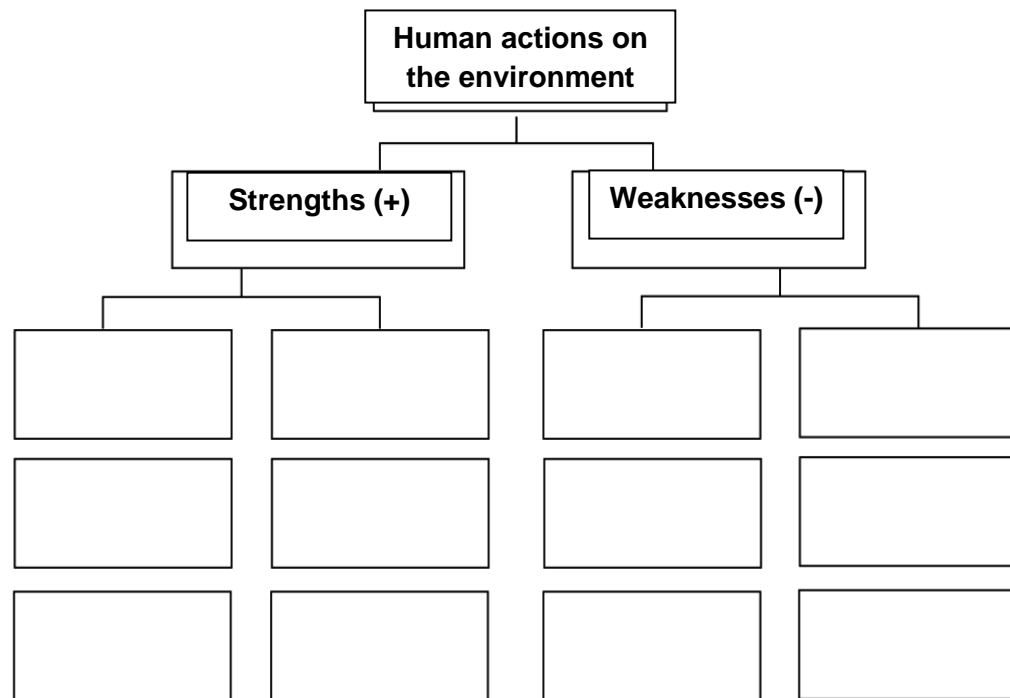 Human actions on
the environment
Strengths (+)
Weaknesses (-)